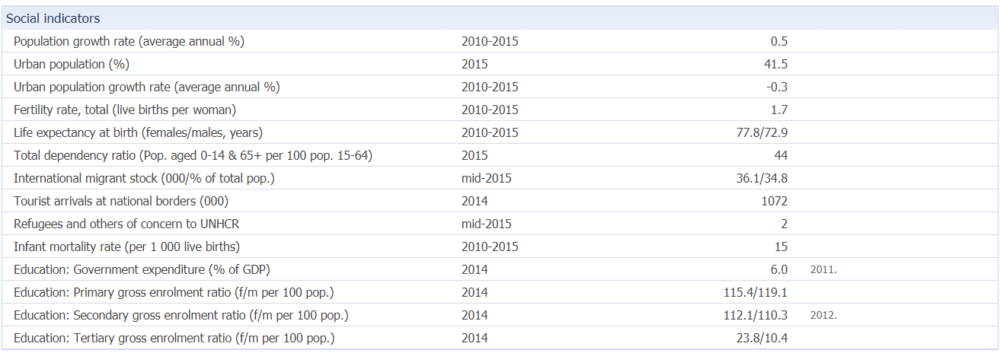 Social indicators
Population growth rate (average annual %) 2010-2015 0.5
Urban population (%) 2015 41.5
Urban population growth rate (average annual %) 2010-2015 -0.3
Fertility rate, total (live births per woman) 2010-2015 1.7
Life expectancy at birth (females/males, years) 2010-2015 77.8/72.9
Total dependency ratio (Pop. aged 0-14 & 65+ per 100 pop. 15-64) 2015 44
International migrant stock (000/% of total pop.) mid-2015 36.1/34.8
Tourist arrivals at national borders (000) 2014 1072
Refugees and others of concern to UNHCR mid-2015 2
Infant mortality rate (per 1 000 live births) 2010-2015 15
Education: Government expenditure (% of GDP) 2014 6.0 2011.
Education: Primary gross enrolment ratio (f/m per 100 pop.) 2014 115.4/119.1
Education: Secondary gross enrolment ratio (f/m per 100 pop.) 2014 112.1/110.3 2012.
Education: Tertiary gross enrolment ratio (f/m per 100 pop.) 2014 23.8/10.4